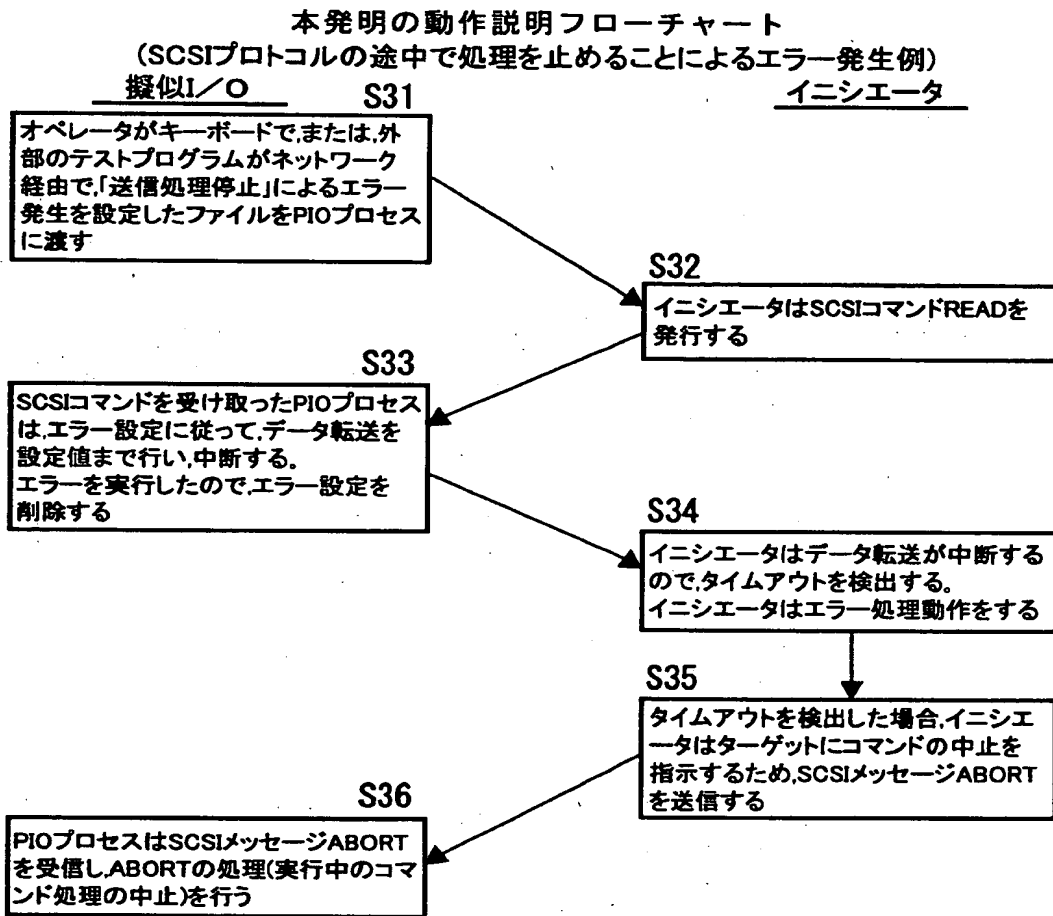 本発明の動作説明フローチャート
(SCSIプロトコルの途中で処理を止めることによるエラー発生例)
擬似I/O
イニシエータ
S31
オペレータがキーボードで,または,外
部のテストプログラムがネットワーク
経由で,「送信処理停止」によるエラー
発生を設定したファイルをPIOプロセス
に渡す
S32
イニシエータはSCSIコマンドREADを
発行する
S33
SCSIコマンドを受け取ったPIOプロセス
は,エラー設定に従って,データ転送を
設定値まで行い,中断する。
エラーを実行したので,エラー設定を
削除する
S34
イニシエータはデータ転送が中断する
ので,タイムアウトを検出する。
イニシエータはエラー処理動作をする
S35
タイムアウトを検出した場合,イニシエ
ータはターゲットにコマンドの中止を
指示するため,SCSIメッセージABORT
を送信する
S36
PIOプロセスはSCSIメッセージABORT
を受信し,ABORTの処理(実行中のコマ
ンド処理の中止)を行う